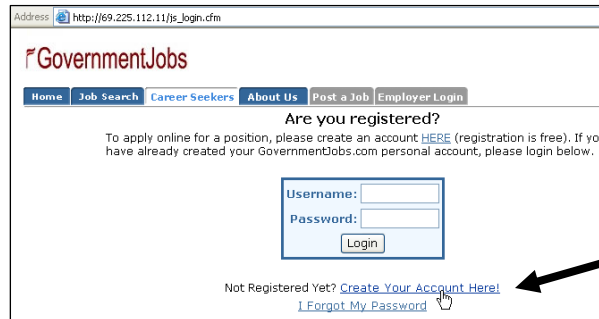 Address http://69.225.112.11/js_login.cfm
GovernmentJobs
Home Job Search Career Seekers About Us Post a Job Employer Login
Are you registered?
To apply online for a position, please create an account HERE (registration is free). If yo
have already created your GovernmentJobs.com personal account, please login below.
Username:
Password:
Login
Not Registered Yet? Create Your Account Here!
I Forgot My Password